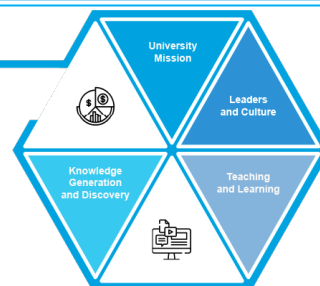 University
Mission
Leaders
and Culture
Knowledge
Generation
and Discovery
Teaching
and Learning